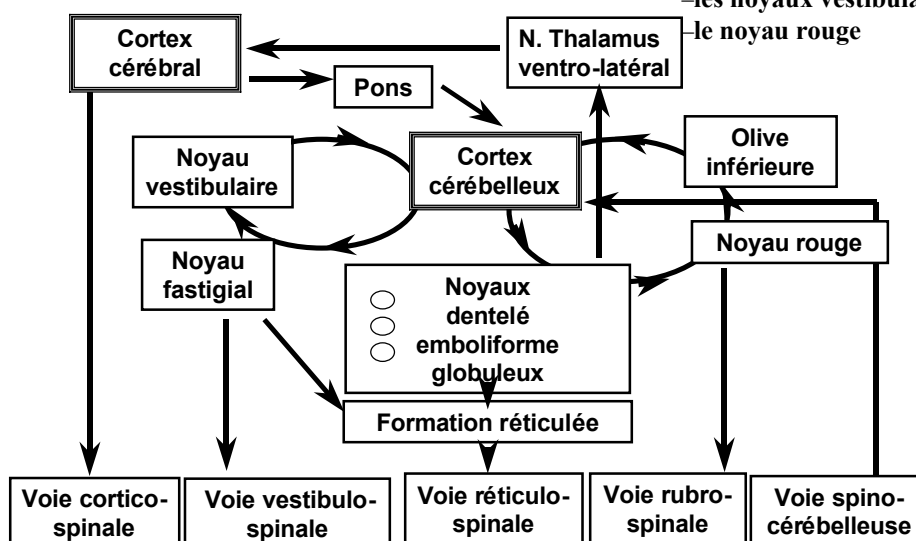 –les noyaux vestibula
–le noyau rouge
Cortex
cérébral
N. Thalamus
ventro-latéral
Pons
Noyau
vestibulaire
Cortex
cérébelleux
Olive
inférieure
Noyau
fastigial
Noyau rouge
Noyaux
dentelé
emboliforme
globuleux
Formation réticulée
Voie cortico-
spinale
Voie vestibulo-
spinale
Voie réticulo-
spinale
Voie rubro-
spinale
Voie spino-
cérébelleuse